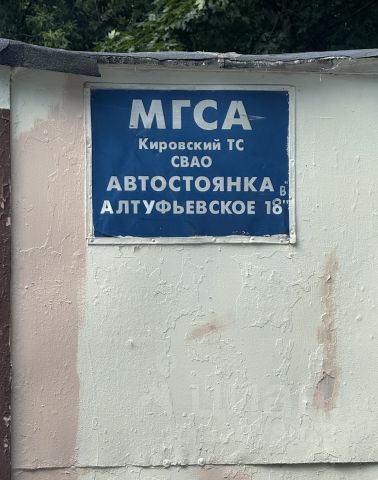 МГСА
Кировский ТС
СВАО
АВТОСТОЯНКА
АЛТУФЬЕВСКОЕ 18 "В"